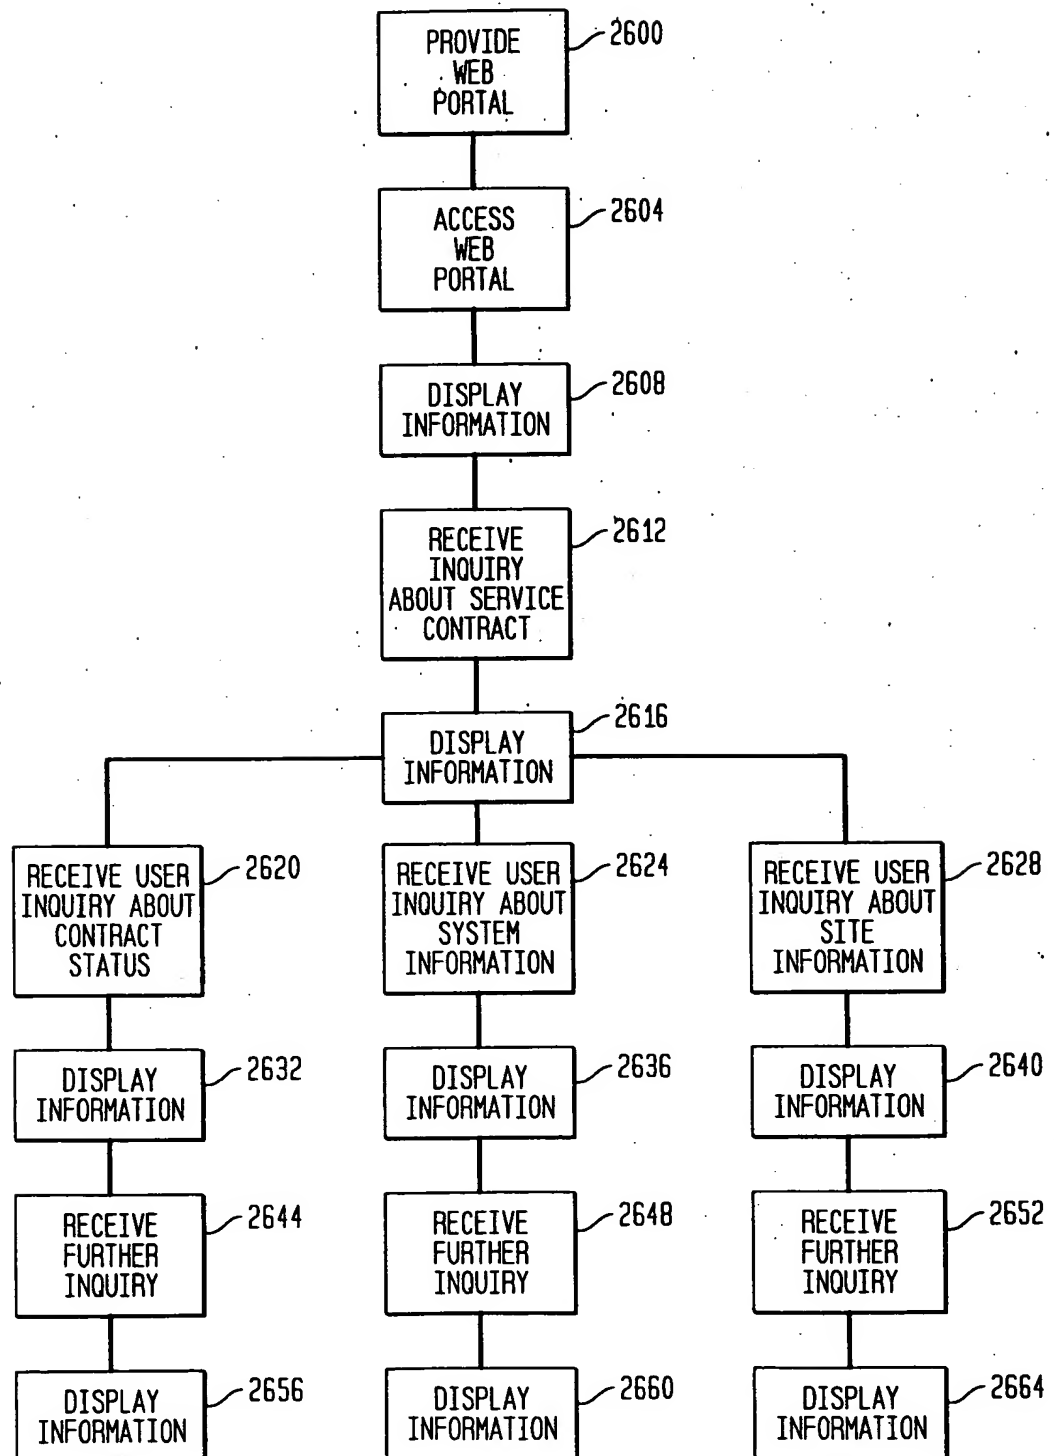 PROVIDE
WEB
PORTAL
2600
ACCESS
WEB
PORTAL
2604
DISPLAY
INFORMATION
2608
RECEIVE
INQUIRY
ABOUT SERVICE
CONTRACT
2612
DISPLAY
INFORMATION
2616
RECEIVE USER
INQUIRY ABOUT
CONTRACT
STATUS
2620
RECEIVE USER
INQUIRY ABOUT
SYSTEM
INFORMATION
2624
RECEIVE USER
INQUIRY ABOUT
SITE
INFORMATION
2628
DISPLAY
INFORMATION
2632
DISPLAY
INFORMATION
2636
DISPLAY
INFORMATION
2640
RECEIVE
FURTHER
INQUIRY
2644
RECEIVE
FURTHER
INQUIRY
2648
RECEIVE
FURTHER
INQUIRY
2652
DISPLAY
INFORMATION
2656
DISPLAY
INFORMATION
2660
DISPLAY
INFORMATION
2664